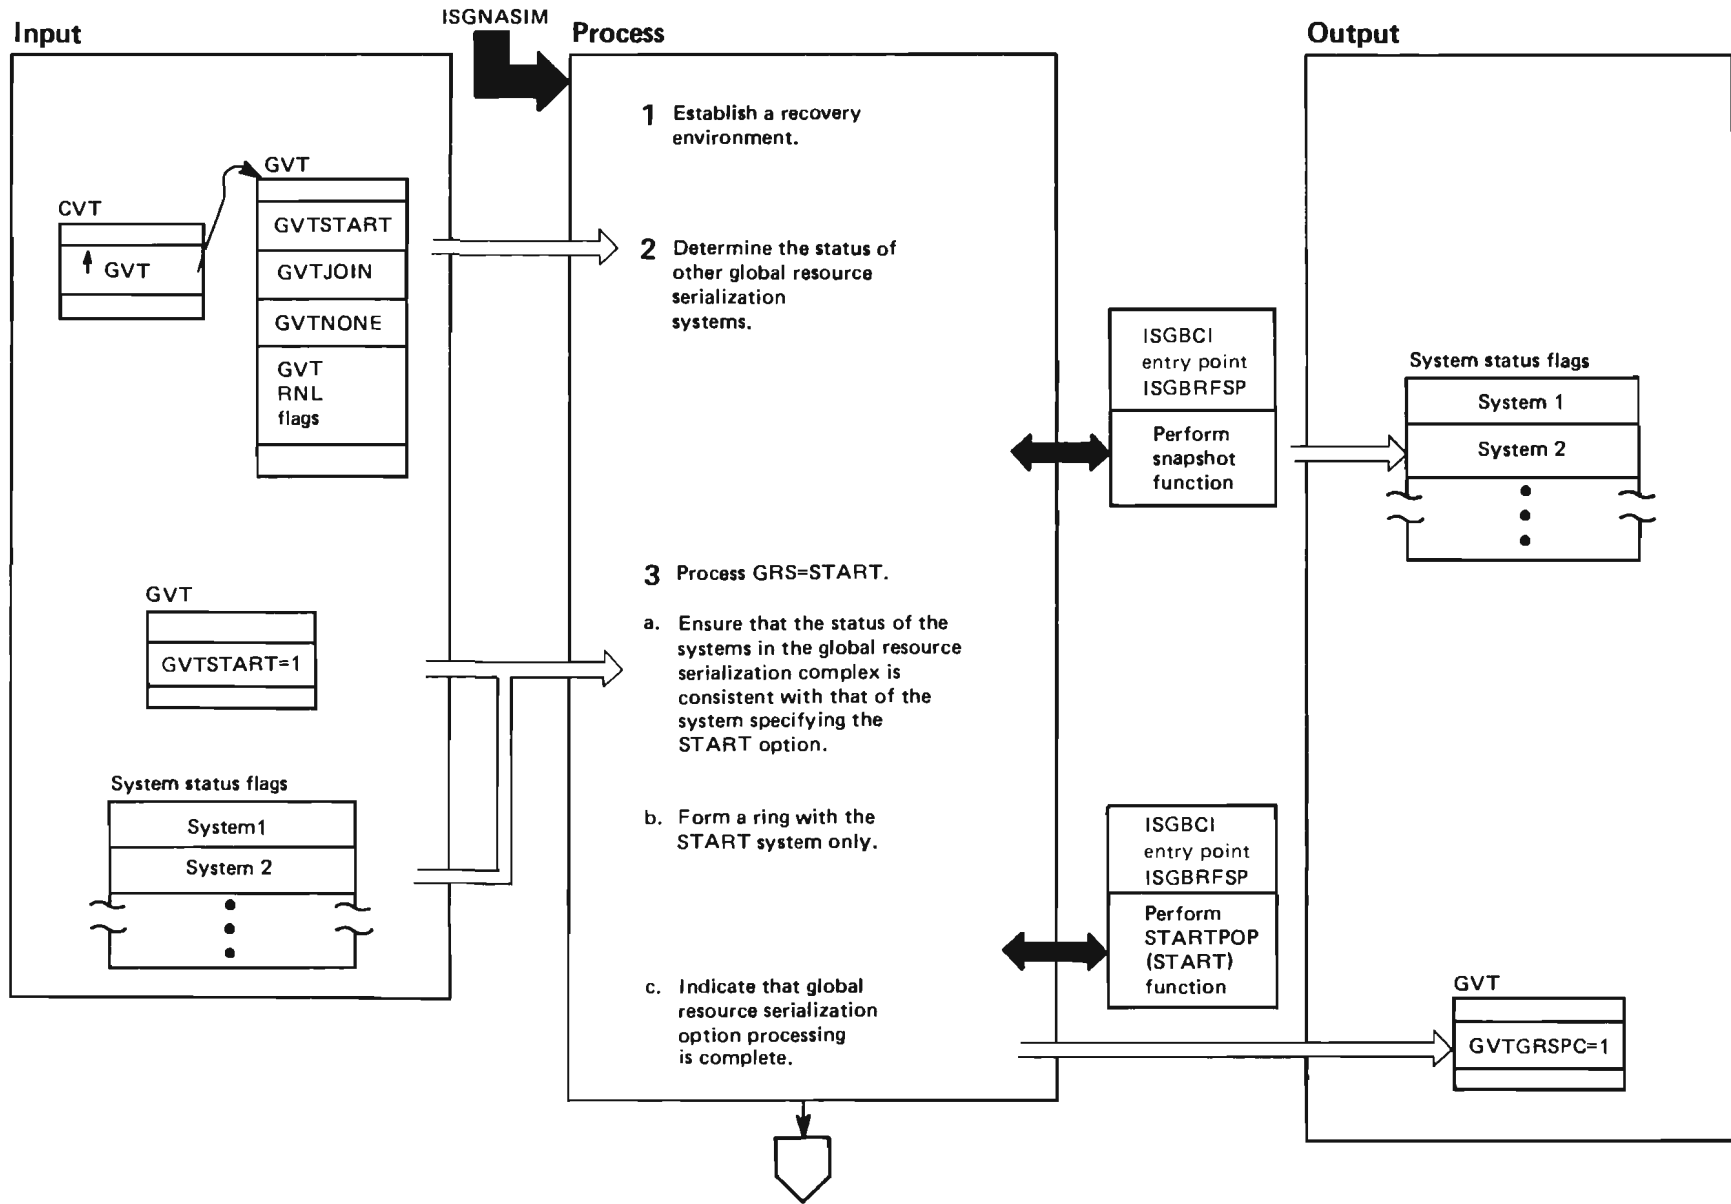 ISGNASIM
Input
Process
Output
1 Establish a recovery
environment.
GVT
GVTSTART
GVTJOIN
GVTNONE
GVT
RNL
flags
CVT
GVT
2 Determine the status of
other global resource
serialization
systems.
ISGBCI
entry point
ISGBRFSP
Perform
snapshot
function
System status flags
System 1
System 2
GVT
GVTSTART=1
System status flags
System1
System 2
3 Process GRS=START.
a. Ensure that the status of the
systems in the global resource
serialization complex is
consistent with that of the
system specifying the
START option.
b. Form a ring with the
START system only.
ISGBCI
entry point
ISGBRFSP
Perform
STARTPOP
(START)
function
c. Indicate that global
resource serialization
option processing
is complete.
GVT
GVTGRSPC=1